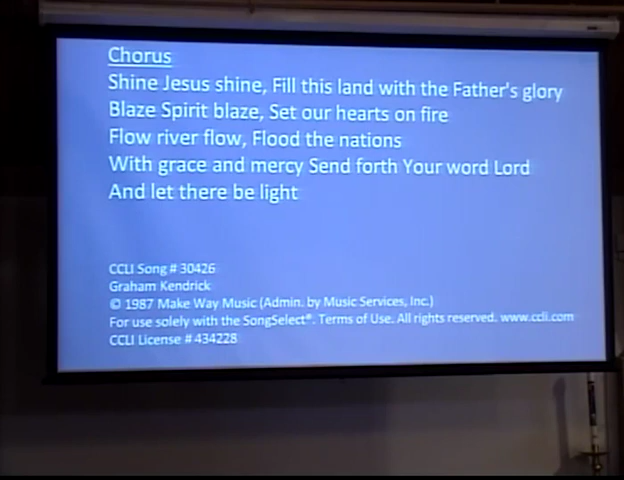 Chorus
Shine Jesus shine, Fill this land with the Father's glory
Blaze Spirit blaze, Set our hearts on fire
Flow river flow, Flood the nations
With grace and mercy Send forth Your word Lord
And let there be light
CCLI Song # 30426
Graham Kendrick
© 1987 Make Way Music (Admin. by Music Services, Inc.)
For use solely with the SongSelect®. Terms of Use. All rights reserved. www.ccli.com
CCLI License # 434228